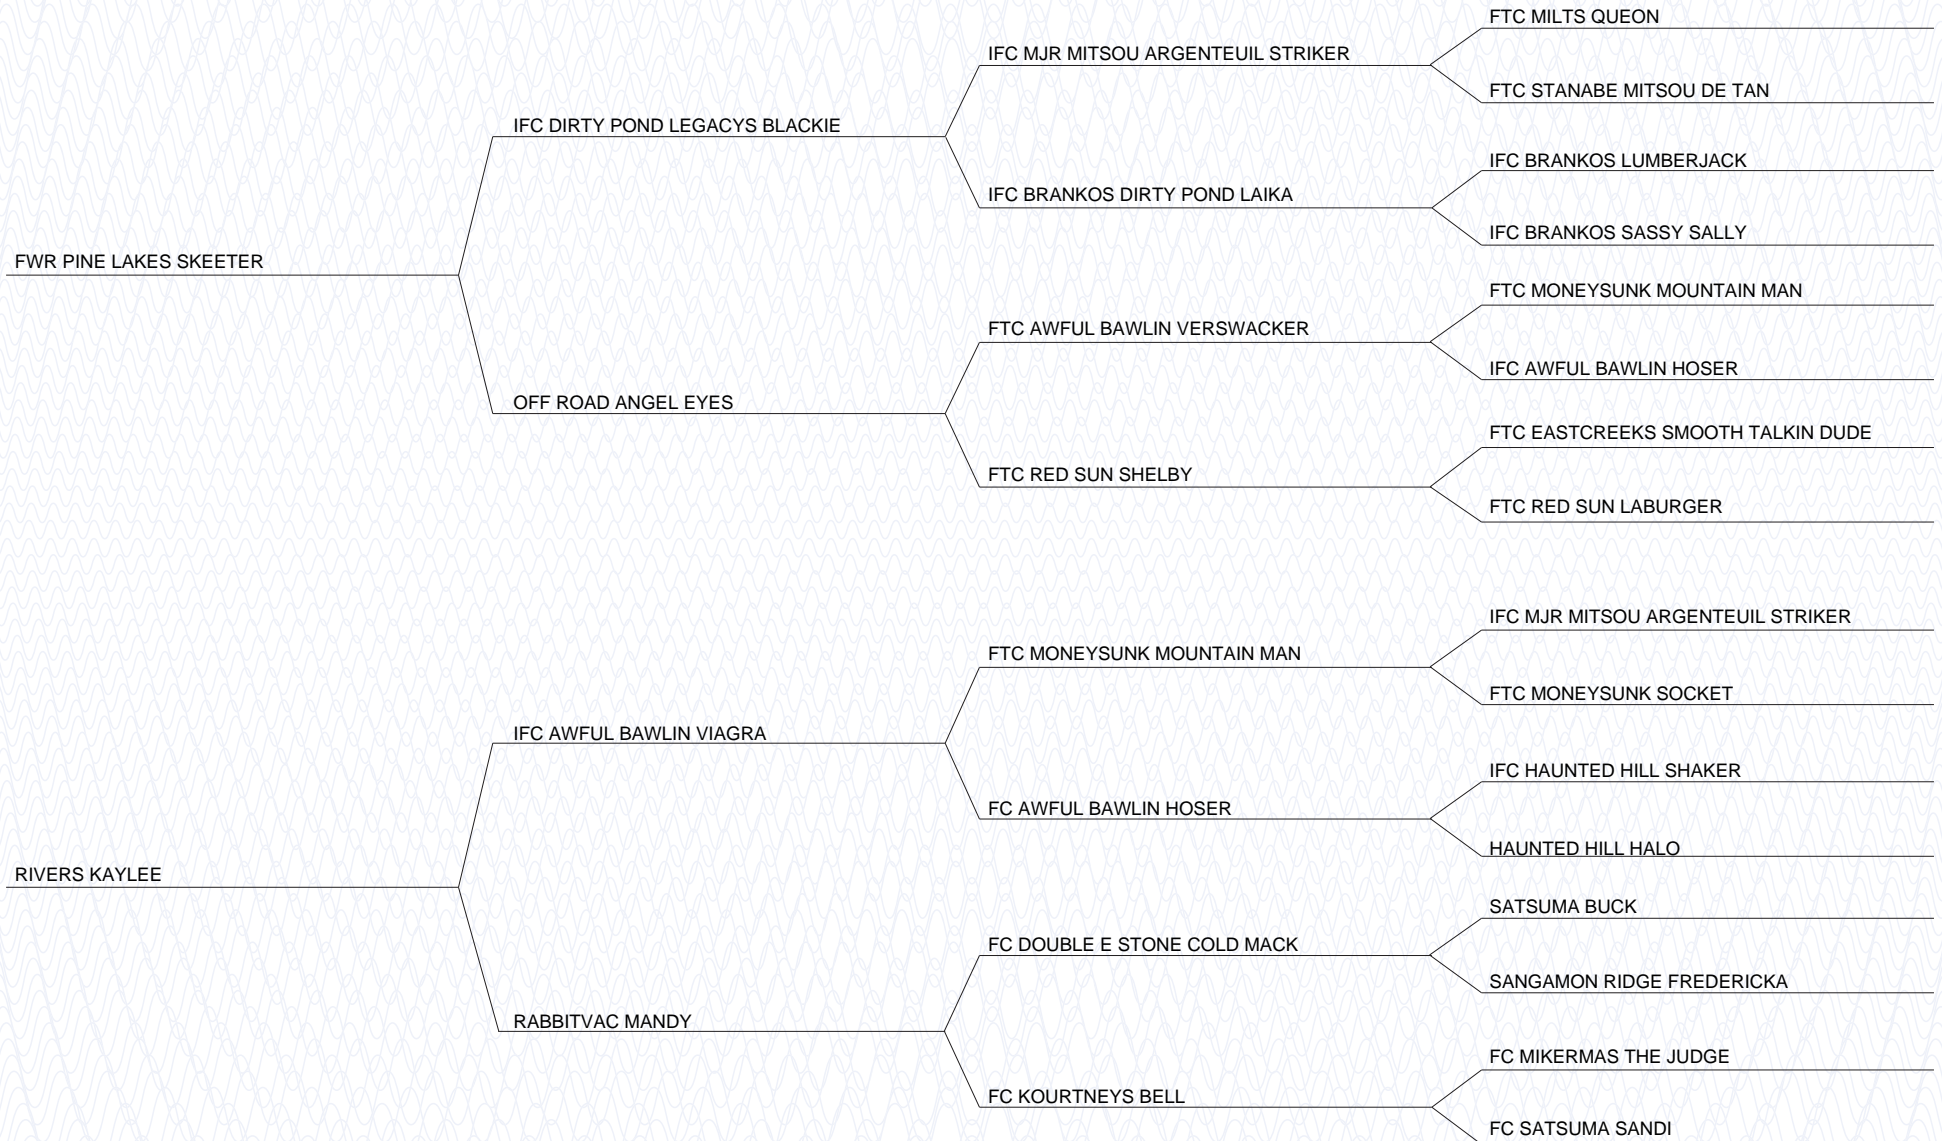 FTC MILTS QUEON
IFC MJR MITSOU ARGENTEUIL STRIKER
FTC STANABE MITSOU DE TAN
IFC DIRTY POND LEGACYS BLACKIE
IFC BRANKOS LUMBERJACK
IFC BRANKOS DIRTY POND LAIKA
IFC BRANKOS SASSY SALLY
FWR PINE LAKES SKEETER
FTC MONEYSUNK MOUNTAIN MAN
FTC AWFUL BAWLIN VERSWACKER
IFC AWFUL BAWLIN HOSER
OFF ROAD ANGEL EYES
FTC EASTCREEKS SMOOTH TALKIN DUDE
FTC RED SUN SHELBY
FTC RED SUN LABURGER
IFC MJR MITSOU ARGENTEUIL STRIKER
FTC MONEYSUNK MOUNTAIN MAN
FTC MONEYSUNK SOCKET
IFC AWFUL BAWLIN VIAGRA
IFC HAUNTED HILL SHAKER
FC AWFUL BAWLIN HOSER
HAUNTED HILL HALO
RIVERS KAYLEE
SATSUMA BUCK
FC DOUBLE E STONE COLD MACK
SANGAMON RIDGE FREDERICKA
RABBITVAC MANDY
FC MIKERMAS THE JUDGE
FC KOURTNEYS BELL
FC SATSUMA SANDI